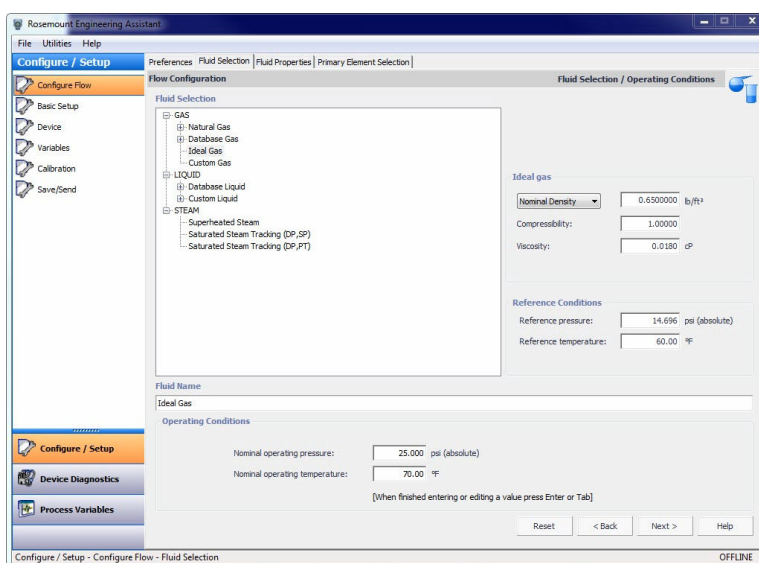 Rosemount Engineering Assistant
File Utilities Help
Configure / Setup
Configure Flow
Basic Setup
Device
Variables
Calibration
Save/Send
Configure / Setup
Device Diagnostics
Process Variables
Preferences Fluid Selection Fluid Properties Primary Element Selection
Flow Configuration Fluid Selection / Operating Conditions
Fluid Selection
GAS
Natural Gas
Database Gas
Ideal Gas
Custom Gas
LIQUID
Database Liquid
Custom Liquid
STEAM
Superheated Steam
Saturated Steam Tracking (DP,SP)
Saturated Steam Tracking (DP,PT)
Ideal gas
Nominal Density 0.6500000 lb/ft³
Compressibility: 1.00000
Viscosity: 0.0180 cP
Reference Conditions
Reference pressure: 14.696 psi (absolute)
Reference temperature: 60.00 ºF
Fluid Name
Ideal Gas
Operating Conditions
Nominal operating pressure: 25.000 psi (absolute)
Nominal operating temperature: 70.00 ºF
[When finished entering or editing a value press Enter or Tab]
Reset < Back Next > Help
Configure / Setup - Configure Flow - Fluid Selection OFFLINE